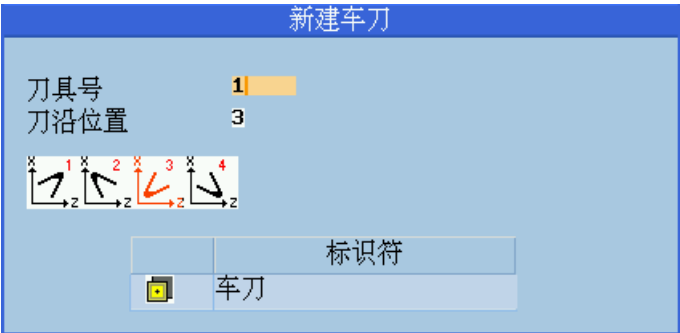 新建车刀
刀具号 1
刀沿位置 3
X 1 Z X 2 Z X 3 Z X 4 Z
标识符
车刀